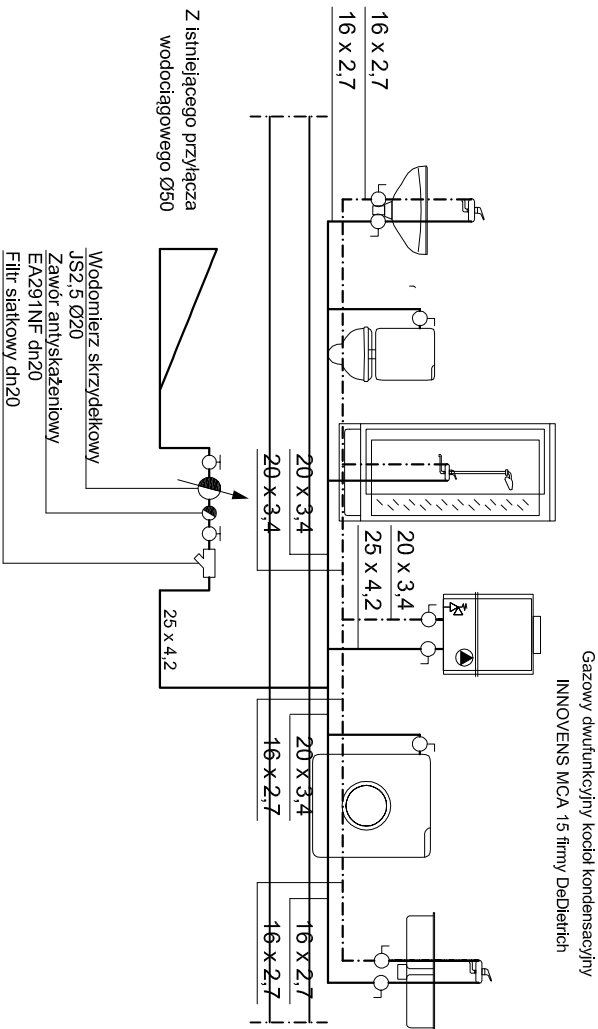 Gazowy dwufunkcyjny kocioł kondensacyjny
INNOVENS MCA 15 firmy DeDietrich
16 x 2,7
16 x 2,7
20 x 3,4
25 x 4,2
20 x 3,4
20 x 3,4
20 x 3,4
16 x 2,7
16 x 2,7
16 x 2,7
Z istniejącego przyłącza
wodociągowego Ø50
25 x 4,2
Wodomierz skrzydełkowy
JS2,5 Ø20
Zawór antyskażeniowy
EA291NF dn20
Filtr siatkowy dn20